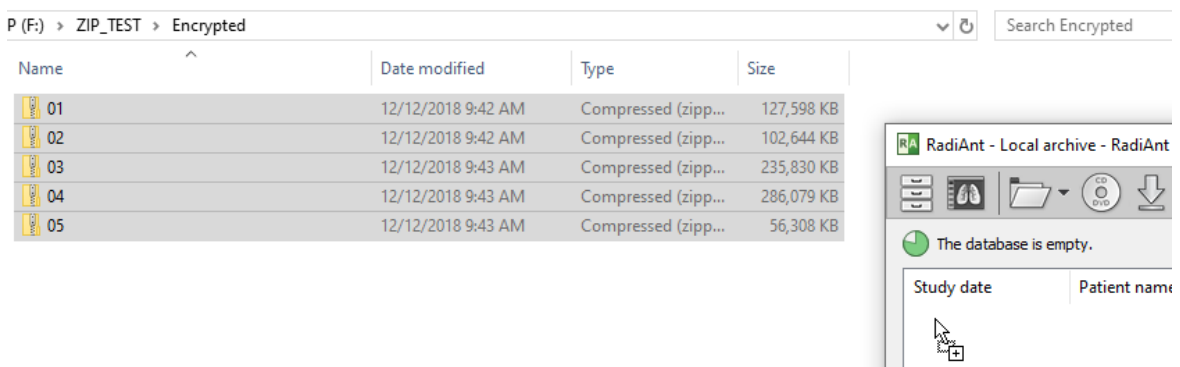 P (F:) > ZIP_TEST > Encrypted
Search Encrypted
Name Date modified Type Size
01 12/12/2018 9:42 AM Compressed (zipp... 127,598 KB
02 12/12/2018 9:42 AM Compressed (zipp... 102,644 KB
03 12/12/2018 9:43 AM Compressed (zipp... 235,830 KB
04 12/12/2018 9:43 AM Compressed (zipp... 286,079 KB
05 12/12/2018 9:43 AM Compressed (zipp... 56,308 KB
RA RadiAnt - Local archive - RadiAnt
CD
DVD
The database is empty.
Study date Patient name